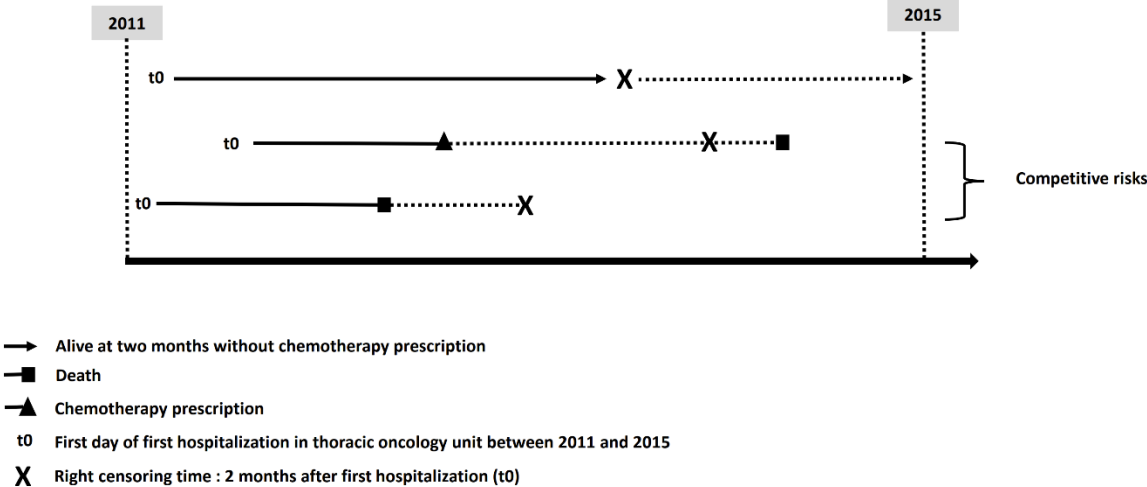 2011
2015
t0
X
t0
X
t0
X
Competitive risks
Alive at two months without chemotherapy prescription
Death
Chemotherapy prescription
t0 First day of first hospitalization in thoracic oncology unit between 2011 and 2015
X Right censoring time : 2 months after first hospitalization (t0)